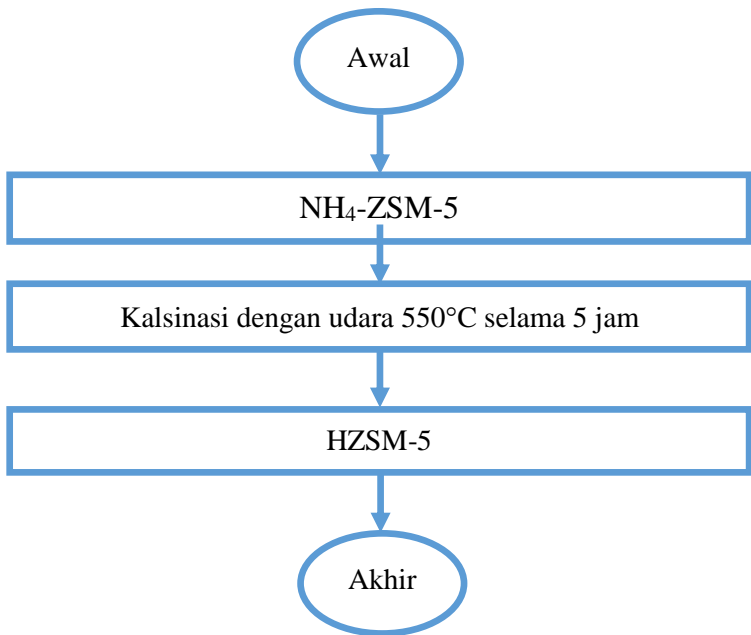 Awal
NH₄-ZSM-5
Kalsinasi dengan udara 550°C selama 5 jam
HZSM-5
Akhir